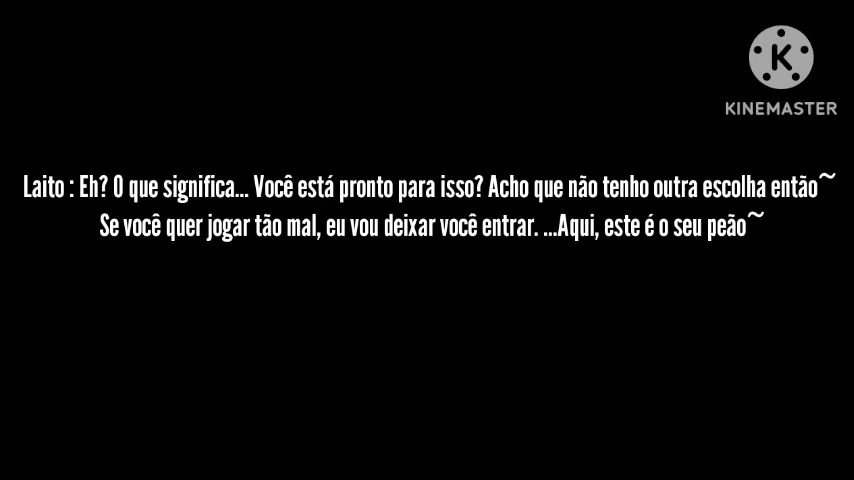 K
KINEMASTER
Laito : Eh? O que significa... Você está pronto para isso? Acho que não tenho outra escolha então~
Se você quer jogar tão mal, eu vou deixar você entrar. ...Aqui, este é o seu peão~